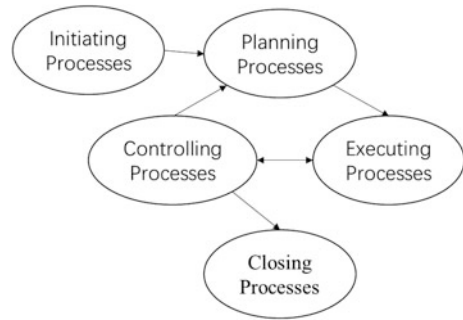 Initiating
Processes
Planning
Processes
Controlling
Processes
Executing
Processes
Closing
Processes